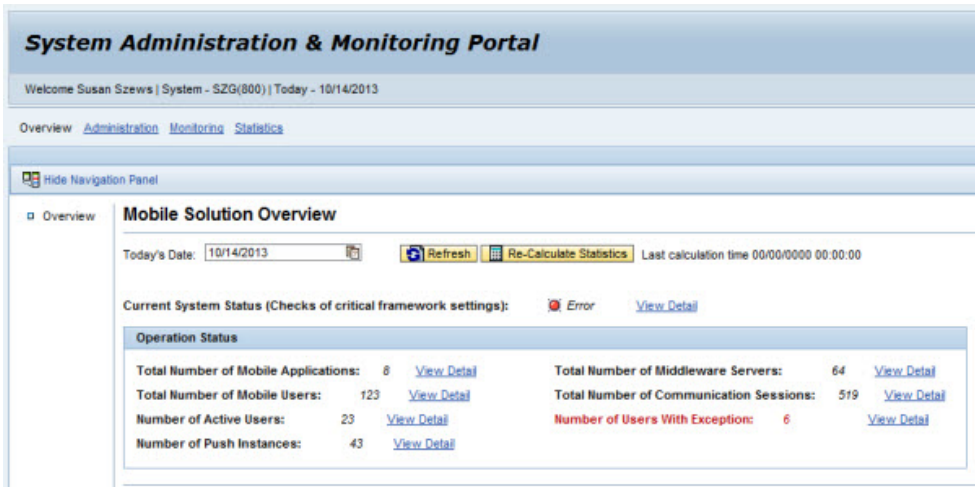 System Administration & Monitoring Portal
Welcome Susan Szews | System - SZG(800) | Today - 10/14/2013
Overview Administration Monitoring Statistics
Hide Navigation Panel
Overview
Mobile Solution Overview
Today's Date: 10/14/2013 Refresh Re-Calculate Statistics Last calculation time 00/00/0000 00:00:00
Current System Status (Checks of critical framework settings): Error View Detail
Operation Status
Total Number of Mobile Applications: 8 View Detail Total Number of Middleware Servers: 64 View Detail
Total Number of Mobile Users: 123 View Detail Total Number of Communication Sessions: 519 View Detail
Number of Active Users: 23 View Detail Number of Users With Exception: 6 View Detail
Number of Push Instances: 43 View Detail